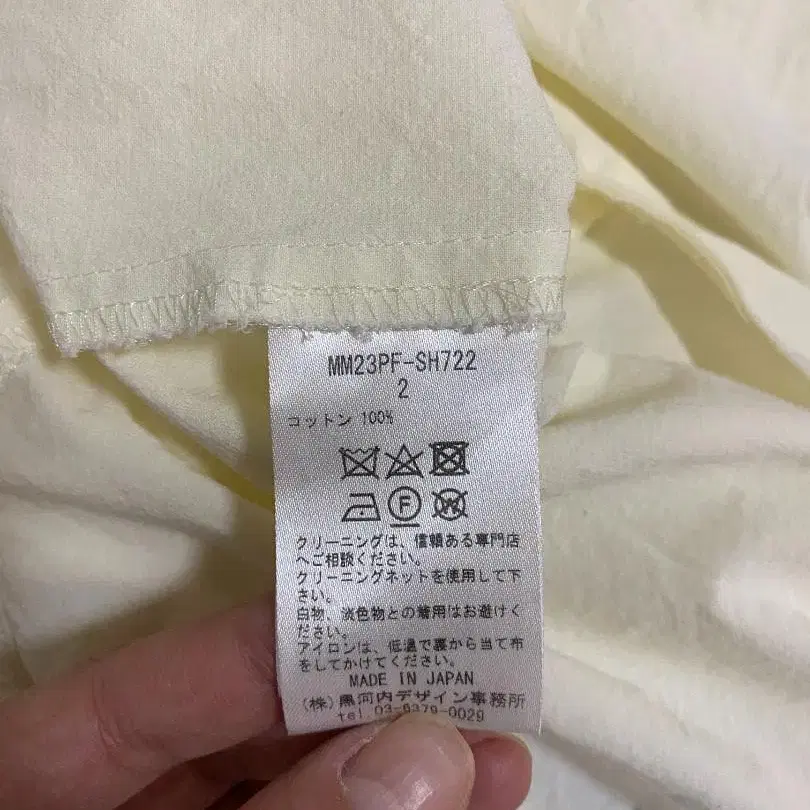 MM23PF-SH722
2
コットン 100%
F
W
クリーニングは、信頼ある専門店
へご相談ください。
クリーニングネットを使用して下
さい。
白物、淡色物との着用はお避けく
ださい。
アイロンは、低温で裏から当て布
をしてかけてください。
MADE IN JAPAN
(株)黒河内デザイン事務所
tel 03-6379-0029